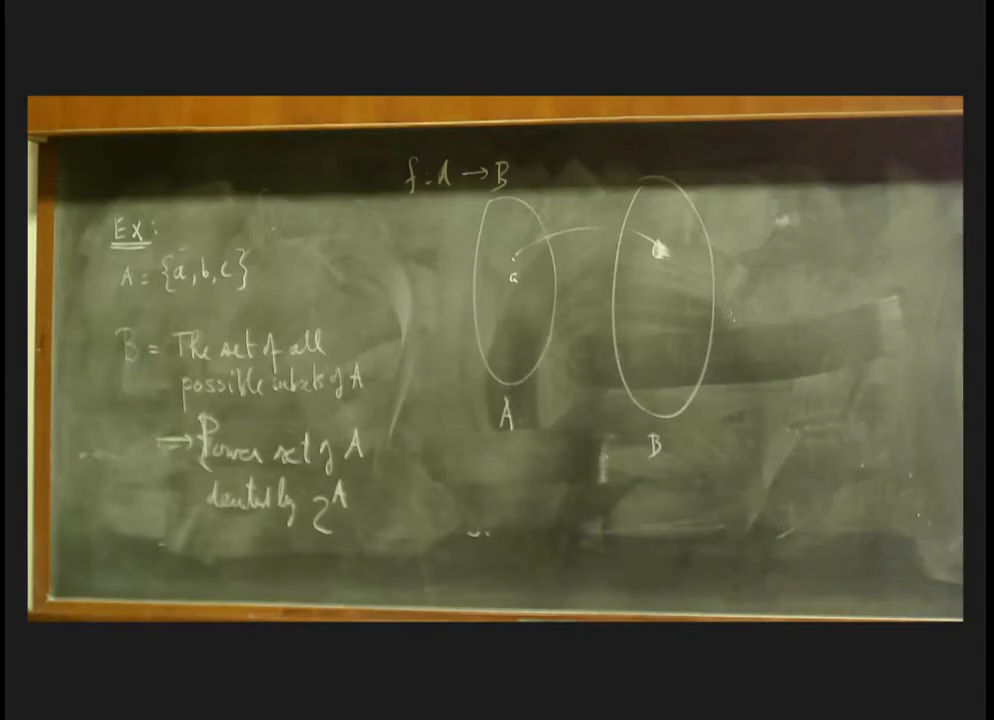 f: A → B
Ex:
A = {a, b, c}
a
B = The set of all
possible subsets of A
A
→ Power set of A
B
denoted by 2^A